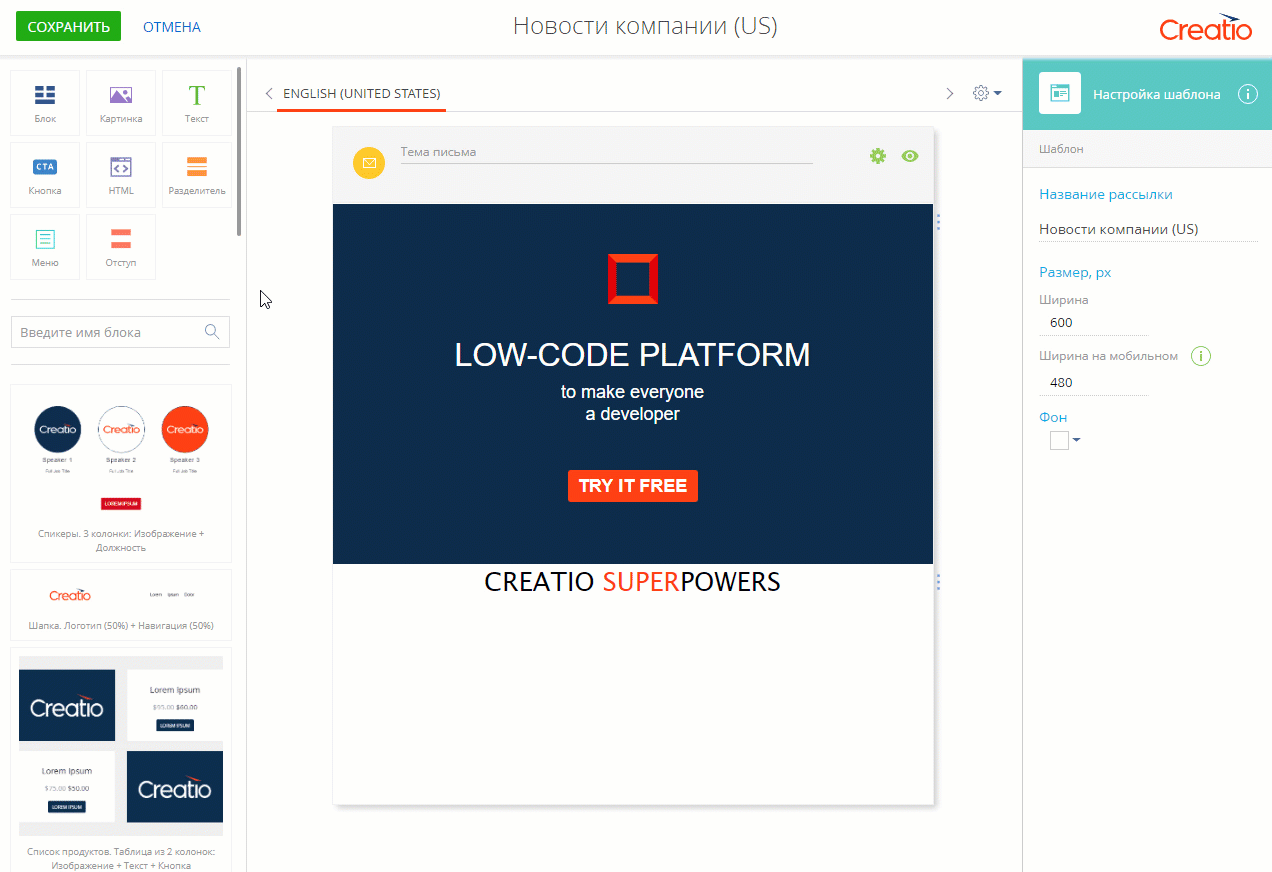 СОХРАНИТЬ
ОТМЕНА
Новости компании (US)
Creatio
Блок
Картинка
Текст
CTA
Кнопка
HTML
Разделитель
Меню
Отступ
Введите имя блока
Creatio
Creatio
Creatio
Speaker 1
Speaker 2
Speaker 3
Full Job Title
Full Job Title
Full Job Title
LOREM IPSUM
Спикеры. 3 колонки: Изображение +
Должность
Creatio
Lorem Ipsum Dolor
Шапка. Логотип (50%) + Навигация (50%)
Creatio
Lorem Ipsum
$95.00 $60.00
LOREM IPSUM
Lorem Ipsum
$75.00 $50.00
LOREM IPSUM
Creatio
Список продуктов. Таблица из 2 колонок:
Изображение + Текст + Кнопка
ENGLISH (UNITED STATES)
Тема письма
LOW-CODE PLATFORM
to make everyone
a developer
TRY IT FREE
CREATIO SUPERPOWERS
Настройка шаблона
Шаблон
Название рассылки
Новости компании (US)
Размер, px
Ширина
600
Ширина на мобильном
480
Фон